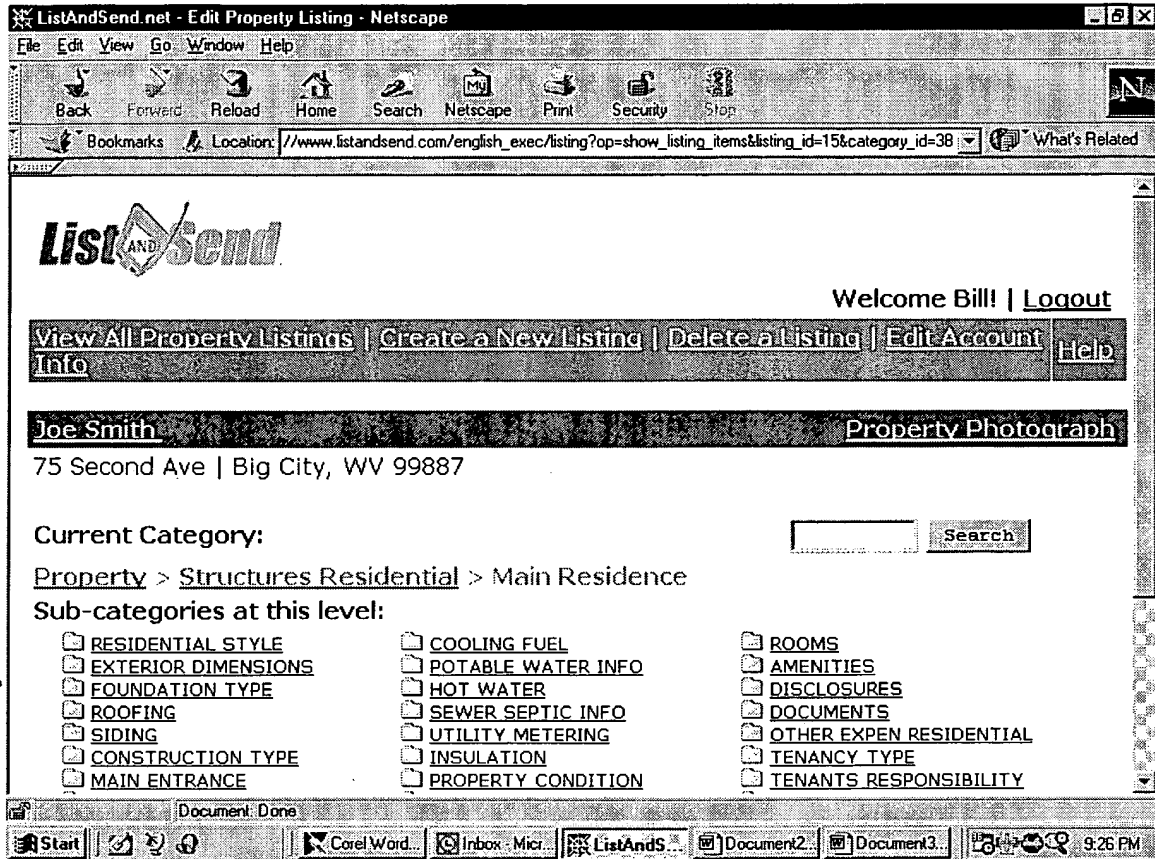 ListAndSend.net - Edit Property Listing - Netscape
File Edit View Go Window Help
Back Forward Reload Home Search Netscape Print Security Stop
My
N
Bookmarks Location: //www.listandsend.com/english_exec/listing?op=show_listing_items&listing_id=15&category_id=38 What's Related
List AND Send
Welcome Bill! | Logout
View All Property Listings | Create a New Listing | Delete a Listing | Edit Account Help
Info
Joe Smith Property Photograph
75 Second Ave | Big City, WV 99887
Current Category: Search
Property > Structures Residential > Main Residence
Sub-categories at this level:
RESIDENTIAL STYLE COOLING FUEL ROOMS
EXTERIOR DIMENSIONS POTABLE WATER INFO AMENITIES
FOUNDATION TYPE HOT WATER DISCLOSURES
ROOFING SEWER SEPTIC INFO DOCUMENTS
SIDING UTILITY METERING OTHER EXPEN RESIDENTIAL
CONSTRUCTION TYPE INSULATION TENANCY TYPE
MAIN ENTRANCE PROPERTY CONDITION TENANTS RESPONSIBILITY
Document: Done
Start Corel Word... Inbox - Micr... ListAndS... Document2... Document3... 9:26 PM